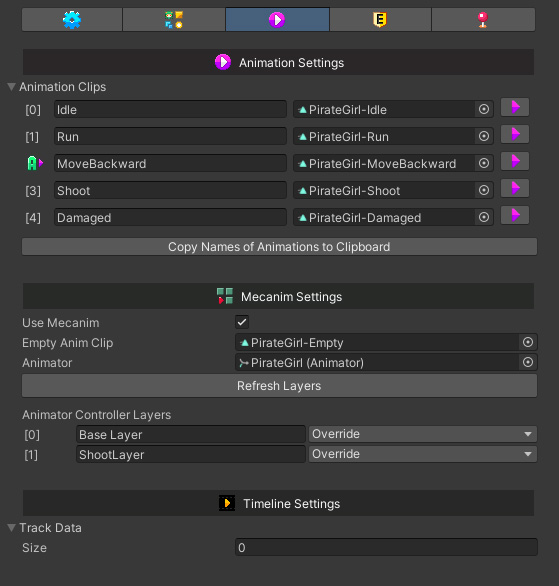 E
Animation Settings
Animation Clips
[0] Idle PirateGirl-Idle
[1] Run PirateGirl-Run
MoveBackward PirateGirl-MoveBackward
[3] Shoot PirateGirl-Shoot
[4] Damaged PirateGirl-Damaged
Copy Names of Animations to Clipboard
Mecanim Settings
Use Mecanim
Empty Anim Clip PirateGirl-Empty
Animator PirateGirl (Animator)
Refresh Layers
Animator Controller Layers
[0] Base Layer Override
[1] ShootLayer Override
Timeline Settings
Track Data
Size 0